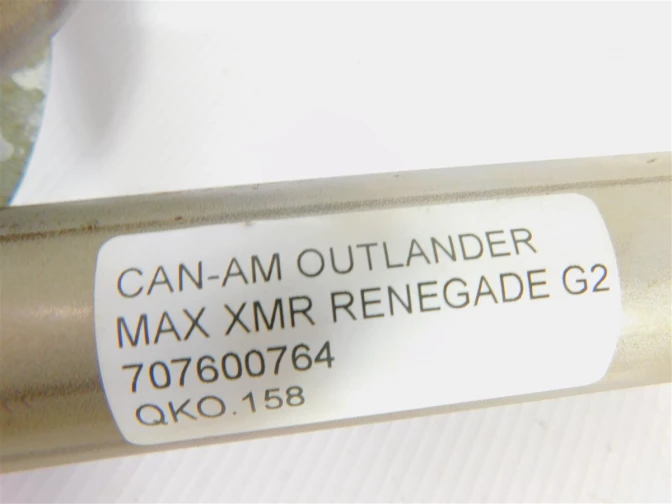 CAN-AM OUTLANDER
MAX XMR RENEGADE G2
707600764
QKO.158